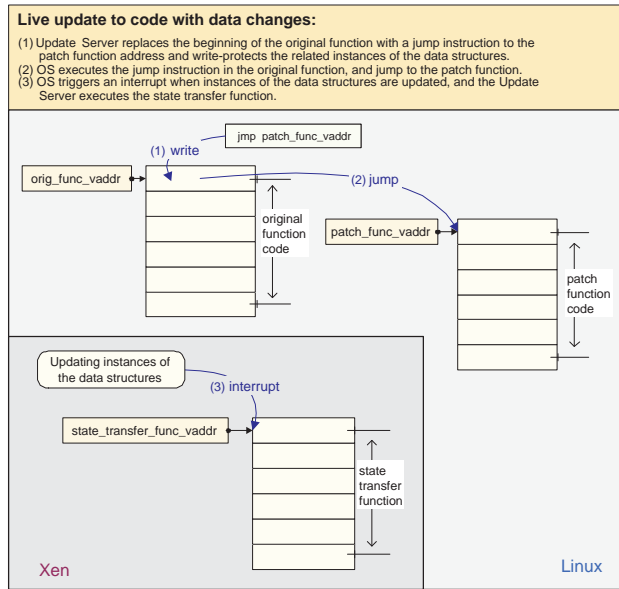 Live update to code with data changes:
(1) Update Server replaces the beginning of the original function with a jump instruction to the
patch function address and write-protects the related instances of the data structures.
(2) OS executes the jump instruction in the original function, and jump to the patch function.
(3) OS triggers an interrupt when instances of the data structures are updated, and the Update
Server executes the state transfer function.
jmp patch_func_vaddr
(1) write
orig_func_vaddr
(2) jump
original
function
code
patch_func_vaddr
patch
function
code
Updating instances of
the data structures
(3) interrupt
state_transfer_func_vaddr
state
transfer
function
Xen
Linux